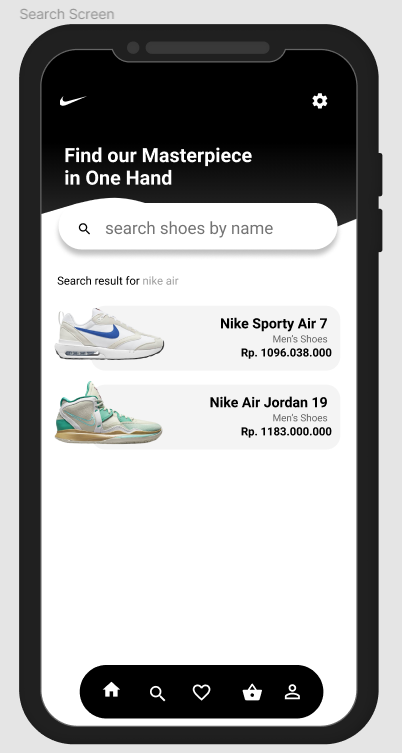 Search Screen
Find our Masterpiece
in One Hand
search shoes by name
Search result for nike air
Nike Sporty Air 7
Men's Shoes
Rp. 1096.038.000
Nike Air Jordan 19
Men's Shoes
Rp. 1183.000.000